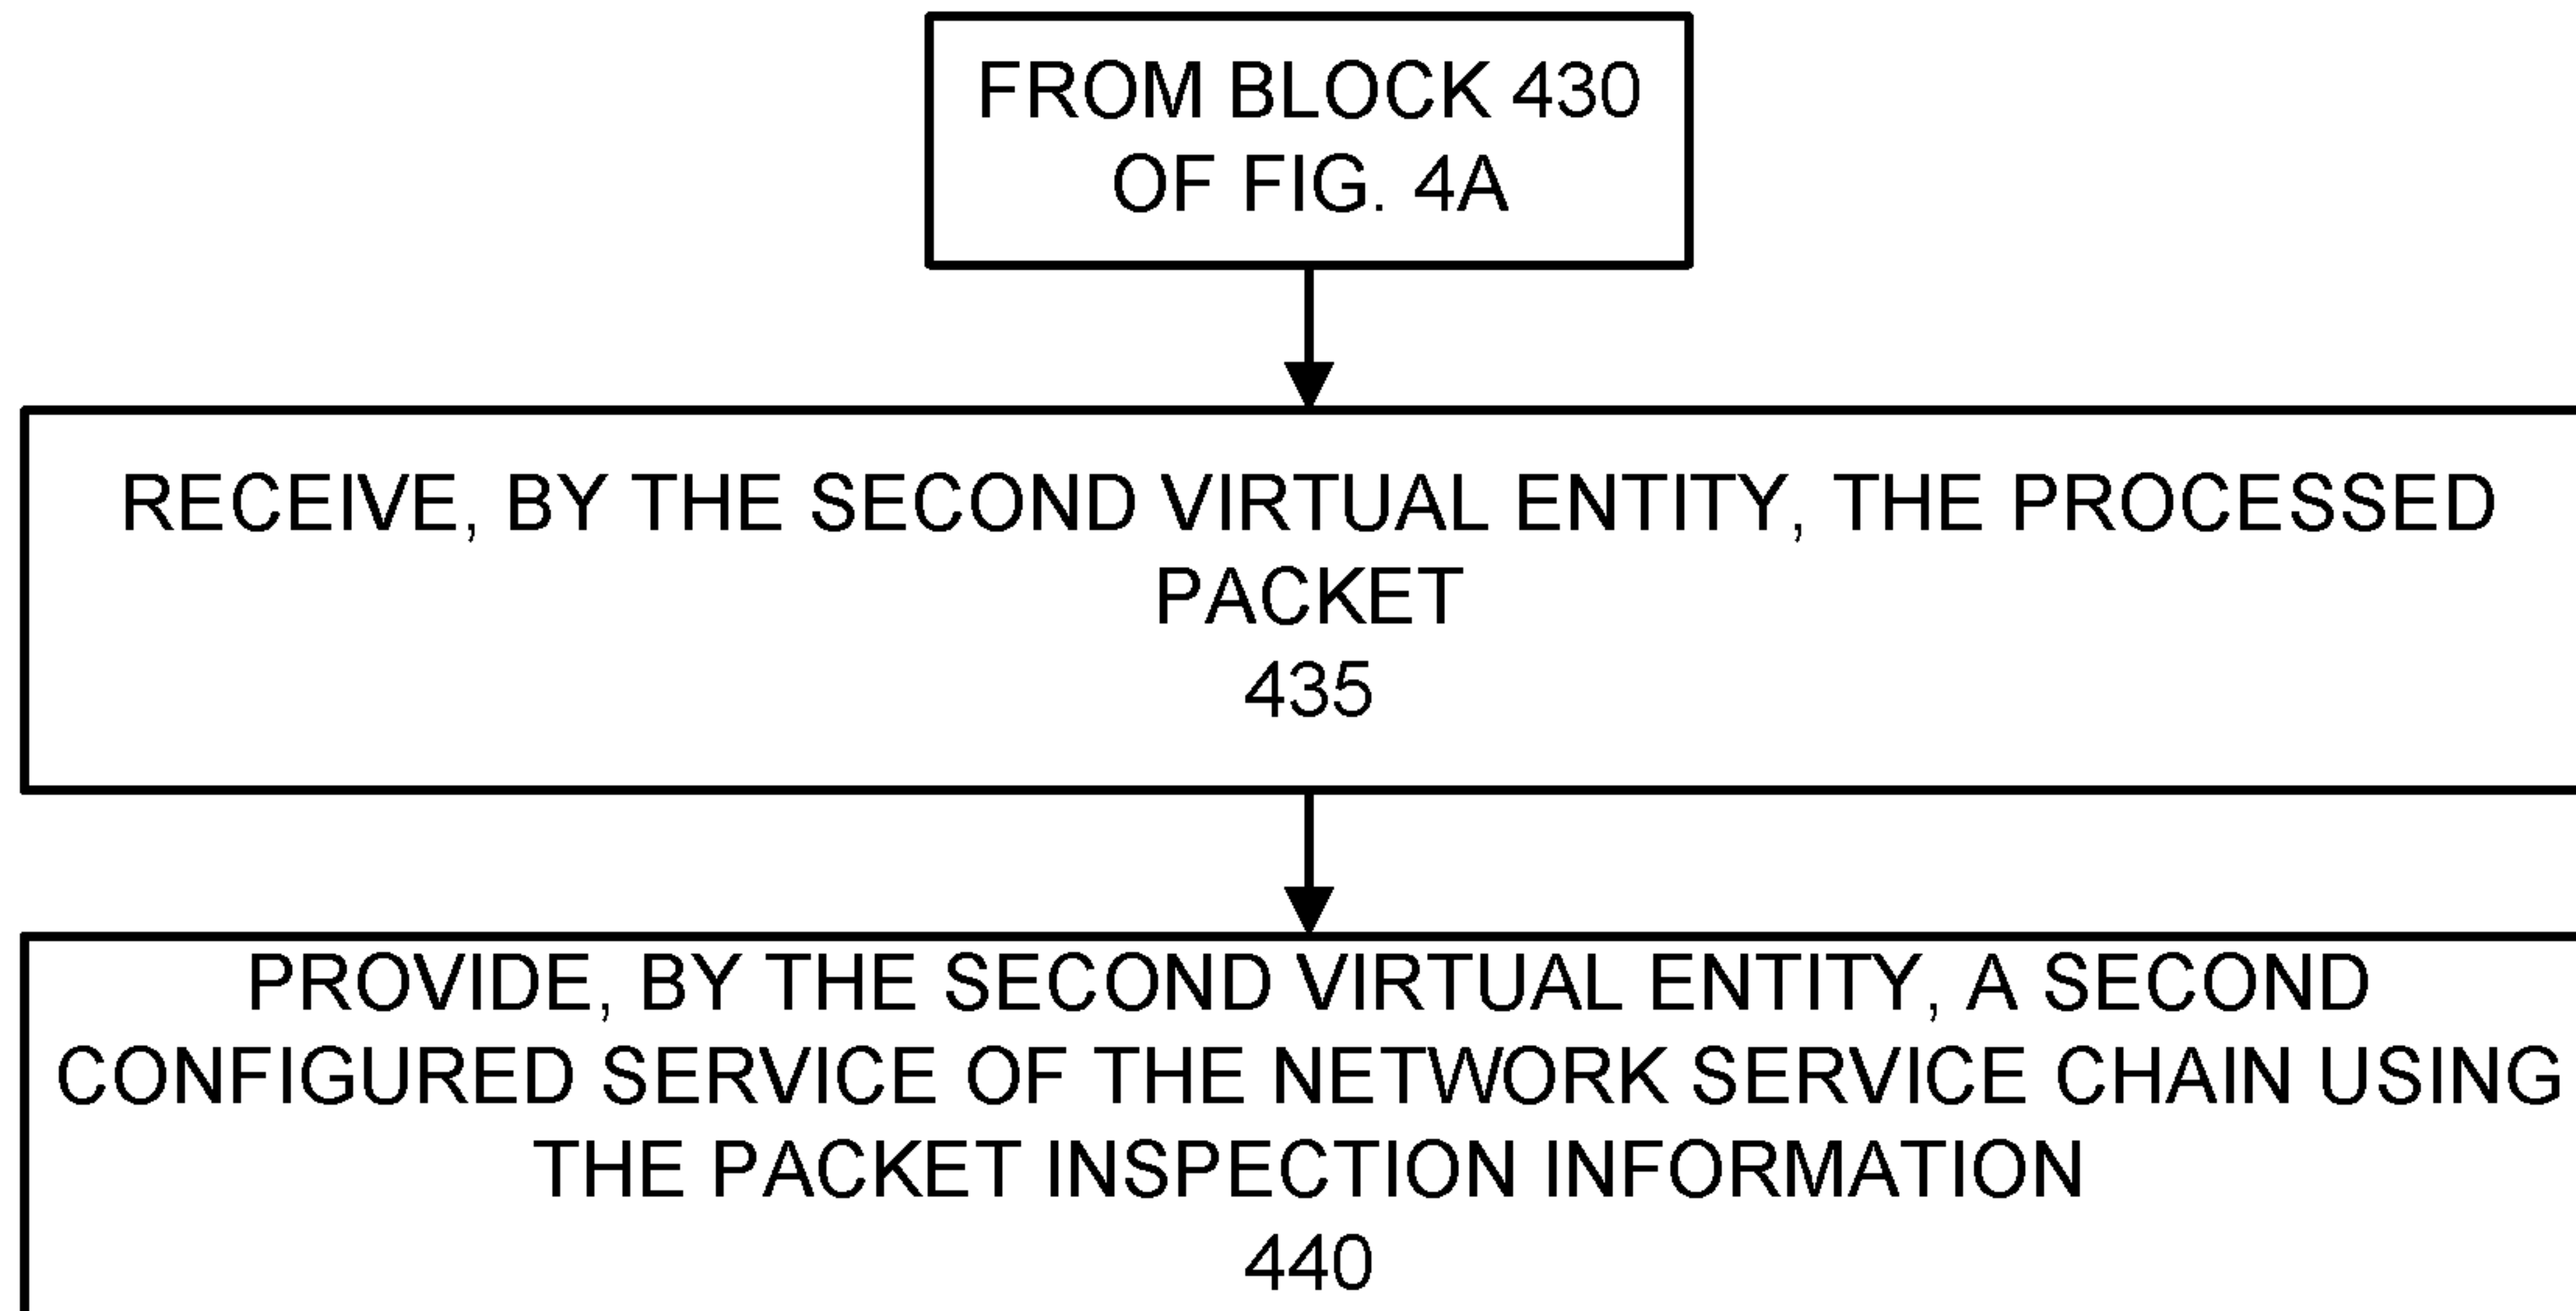 FROM BLOCK 430
OF FIG. 4A
RECEIVE, BY THE SECOND VIRTUAL ENTITY, THE PROCESSED
PACKET
435
PROVIDE, BY THE SECOND VIRTUAL ENTITY, A SECOND
CONFIGURED SERVICE OF THE NETWORK SERVICE CHAIN USING
THE PACKET INSPECTION INFORMATION
440